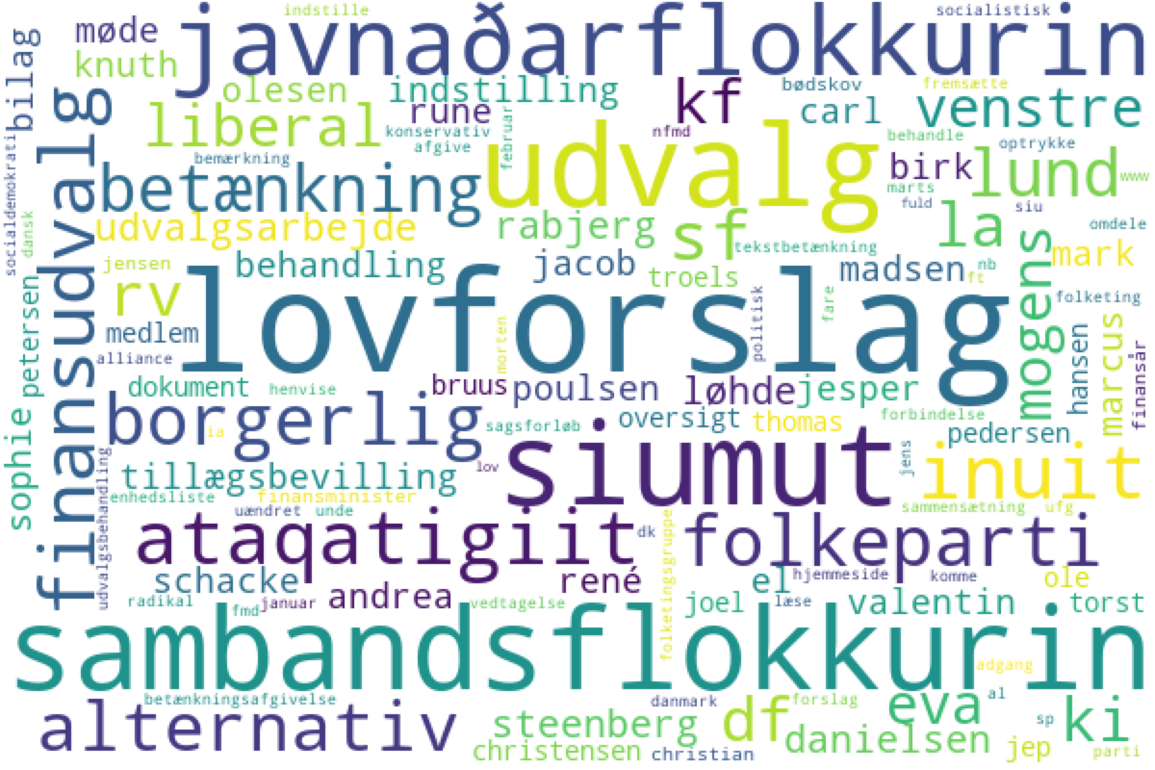 indstille
socialistisk
møde
javnaðarflokkurin
knuth
bilag
olesen
indstilling
kf
bødskov
fremsætte
liberal
rune
carl
venstre
konservativ
afgive
februar
nfmd
behandle
optrykke
finansudvalg
socialdemokrati
bemærkning
udvalg
birk
lund
www
betænkning
marts
fuld
siu
dansk
udvalgsarbejde
rabjerg
sf
tekstbetænkning
la
omdele
mark
jensen
behandling
jacob
troels
madsen
nb
ft
mogens
rv
lovforslag
politisk
fare
folketing
petersen
medlem
morten
hansen
marcus
finansår
alliance
dokument
henvise
bruus
poulsen
løhde
jesper
sophie
borgerlig
ia
sagsforløb
oversigt
thomas
forbindelse
pedersen
siumut
jens
inuit
tillægsbevilling
lov
udvalgsbehandling
enhedsliste
finansminister
uændret
unde
sammensætning
ufg
ataqatigiit
dk
folketingsgruppe
folkeparti
schacke
rené
el
hjemmeside
komme
ole
radikal
fmd
januar
andrea
vedtagelse
joel
læse
valentin
torst
sambandsflokkurin
adgang
betænkningsafgivelse
danmark
forslag
eva
al
alternativ
steenberg
df
sp
ki
christensen
christian
danielsen
jep
parti